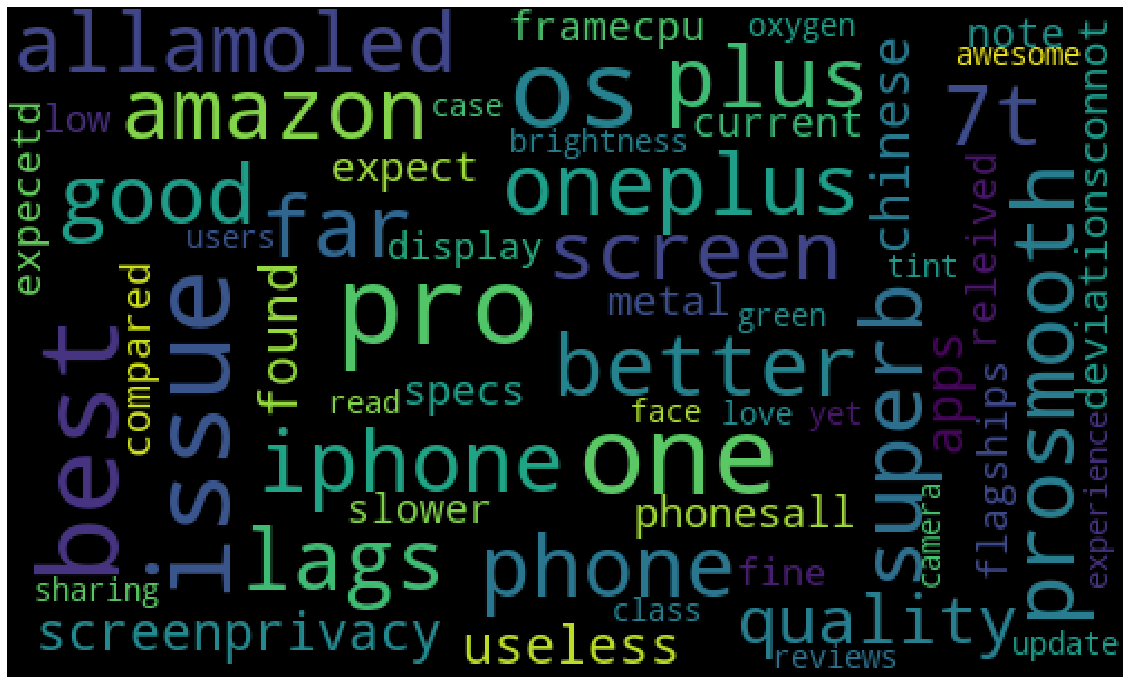 allamoled
framecpu
oxygen
note
awesome
low
amazon
case
os
plus
current
brightness
chinese
7t
deviationsconnot
expecetd
good
expect
oneplus
users
far
display
screen
tint
releived
prosmooth
compared
issue
found
pro
metal
green
best
better
superb
apps
read
specs
face
love
yet
flagships
experience
iphone
one
slower
phonesall
camera
lags
phone
fine
sharing
class
quality
screenprivacy
useless
reviews
update